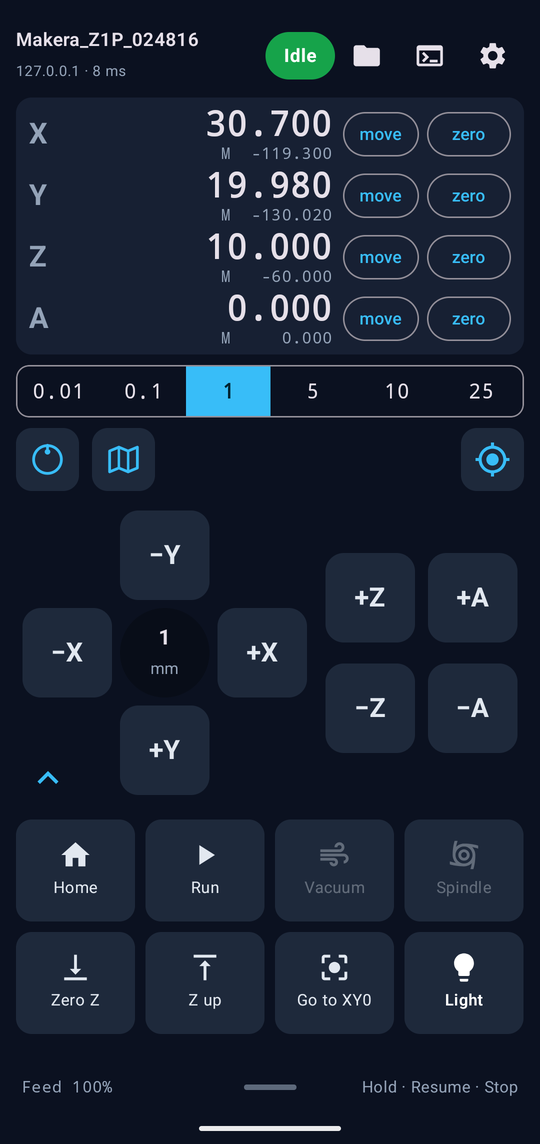 Makera_Z1P_024816
127.0.0.1 · 8 ms
Idle
X 30.700 move zero
M -119.300
Y 19.980 move zero
M -130.020
Z 10.000 move zero
M -60.000
A 0.000 move zero
M 0.000
0.01 0.1 1 5 10 25
−Y
+Z +A
−X 1 mm +X
−Z −A
+Y
Home Run Vacuum Spindle
Zero Z Z up Go to XY0 Light
Feed 100% Hold · Resume · Stop